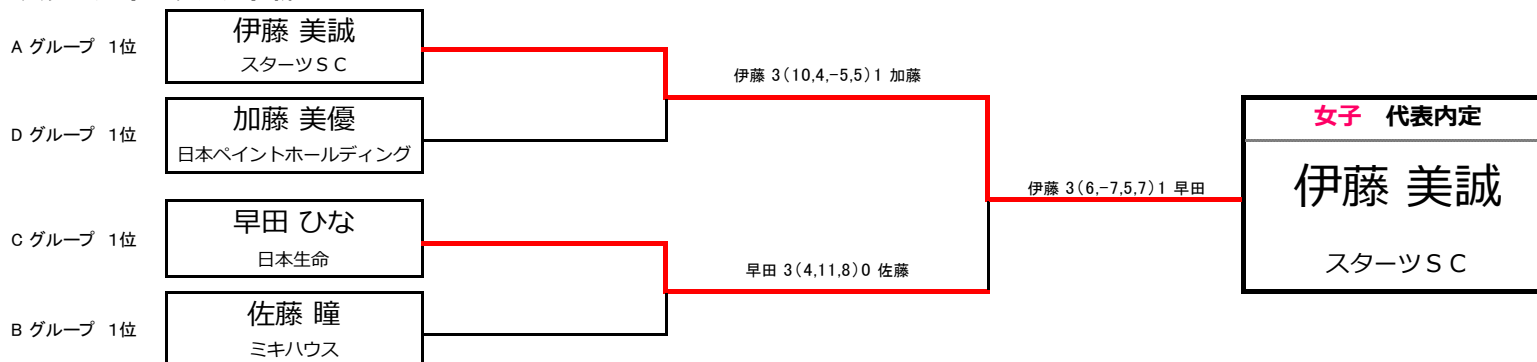 A グループ 1位
伊藤 美誠
スターツＳＣ
伊藤 3(10,4,-5,5)1 加藤
D グループ 1位
加藤 美優
日本ペイントホールディング
女子 代表内定
伊藤 美誠
スターツＳＣ
伊藤 3(6,-7,5,7)1 早田
C グループ 1位
早田 ひな
日本生命
早田 3(4,11,8)0 佐藤
B グループ 1位
佐藤 瞳
ミキハウス